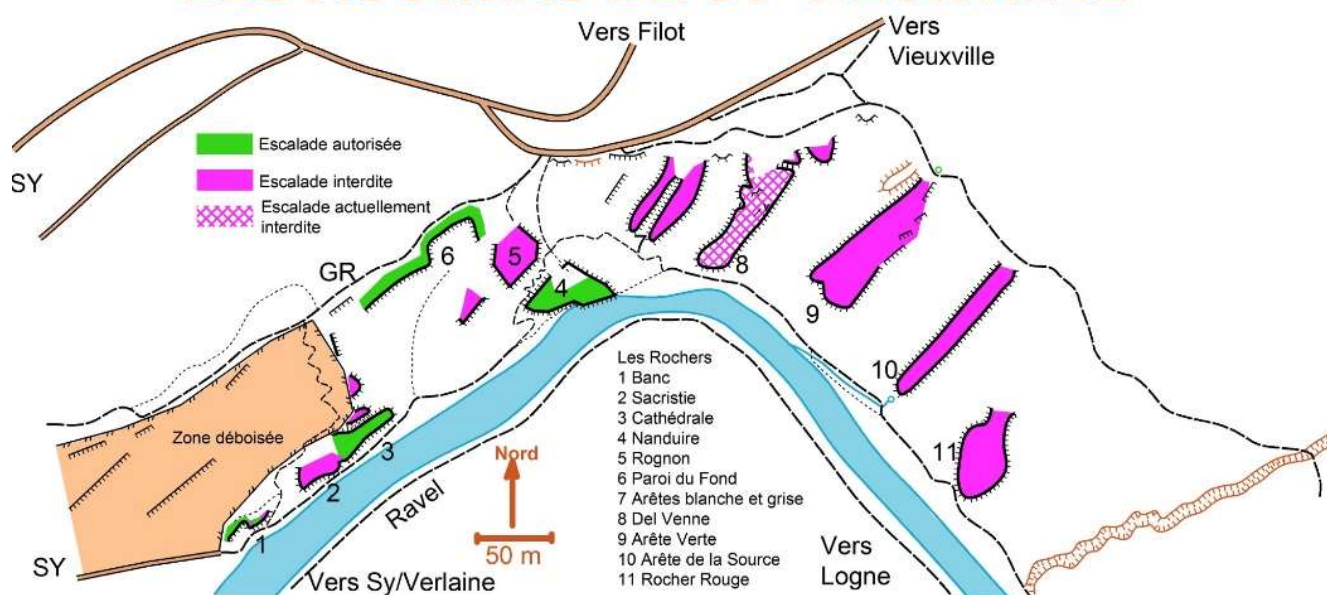 Vers Filot
Vers
Vieuxville
Escalade autorisée
Escalade interdite
Escalade actuellement
interdite
SY
GR
6
5
4
7
8
9
10
11
Zone déboisée
3
2
1
SY
Ravel
Vers Sy/Verlaine
Nord
50 m
Les Rochers
1 Banc
2 Sacristie
3 Cathédrale
4 Nanduire
5 Rognon
6 Paroi du Fond
7 Arêtes blanche et grise
8 Del Venne
9 Arête Verte
10 Arête de la Source
11 Rocher Rouge
Vers
Logne